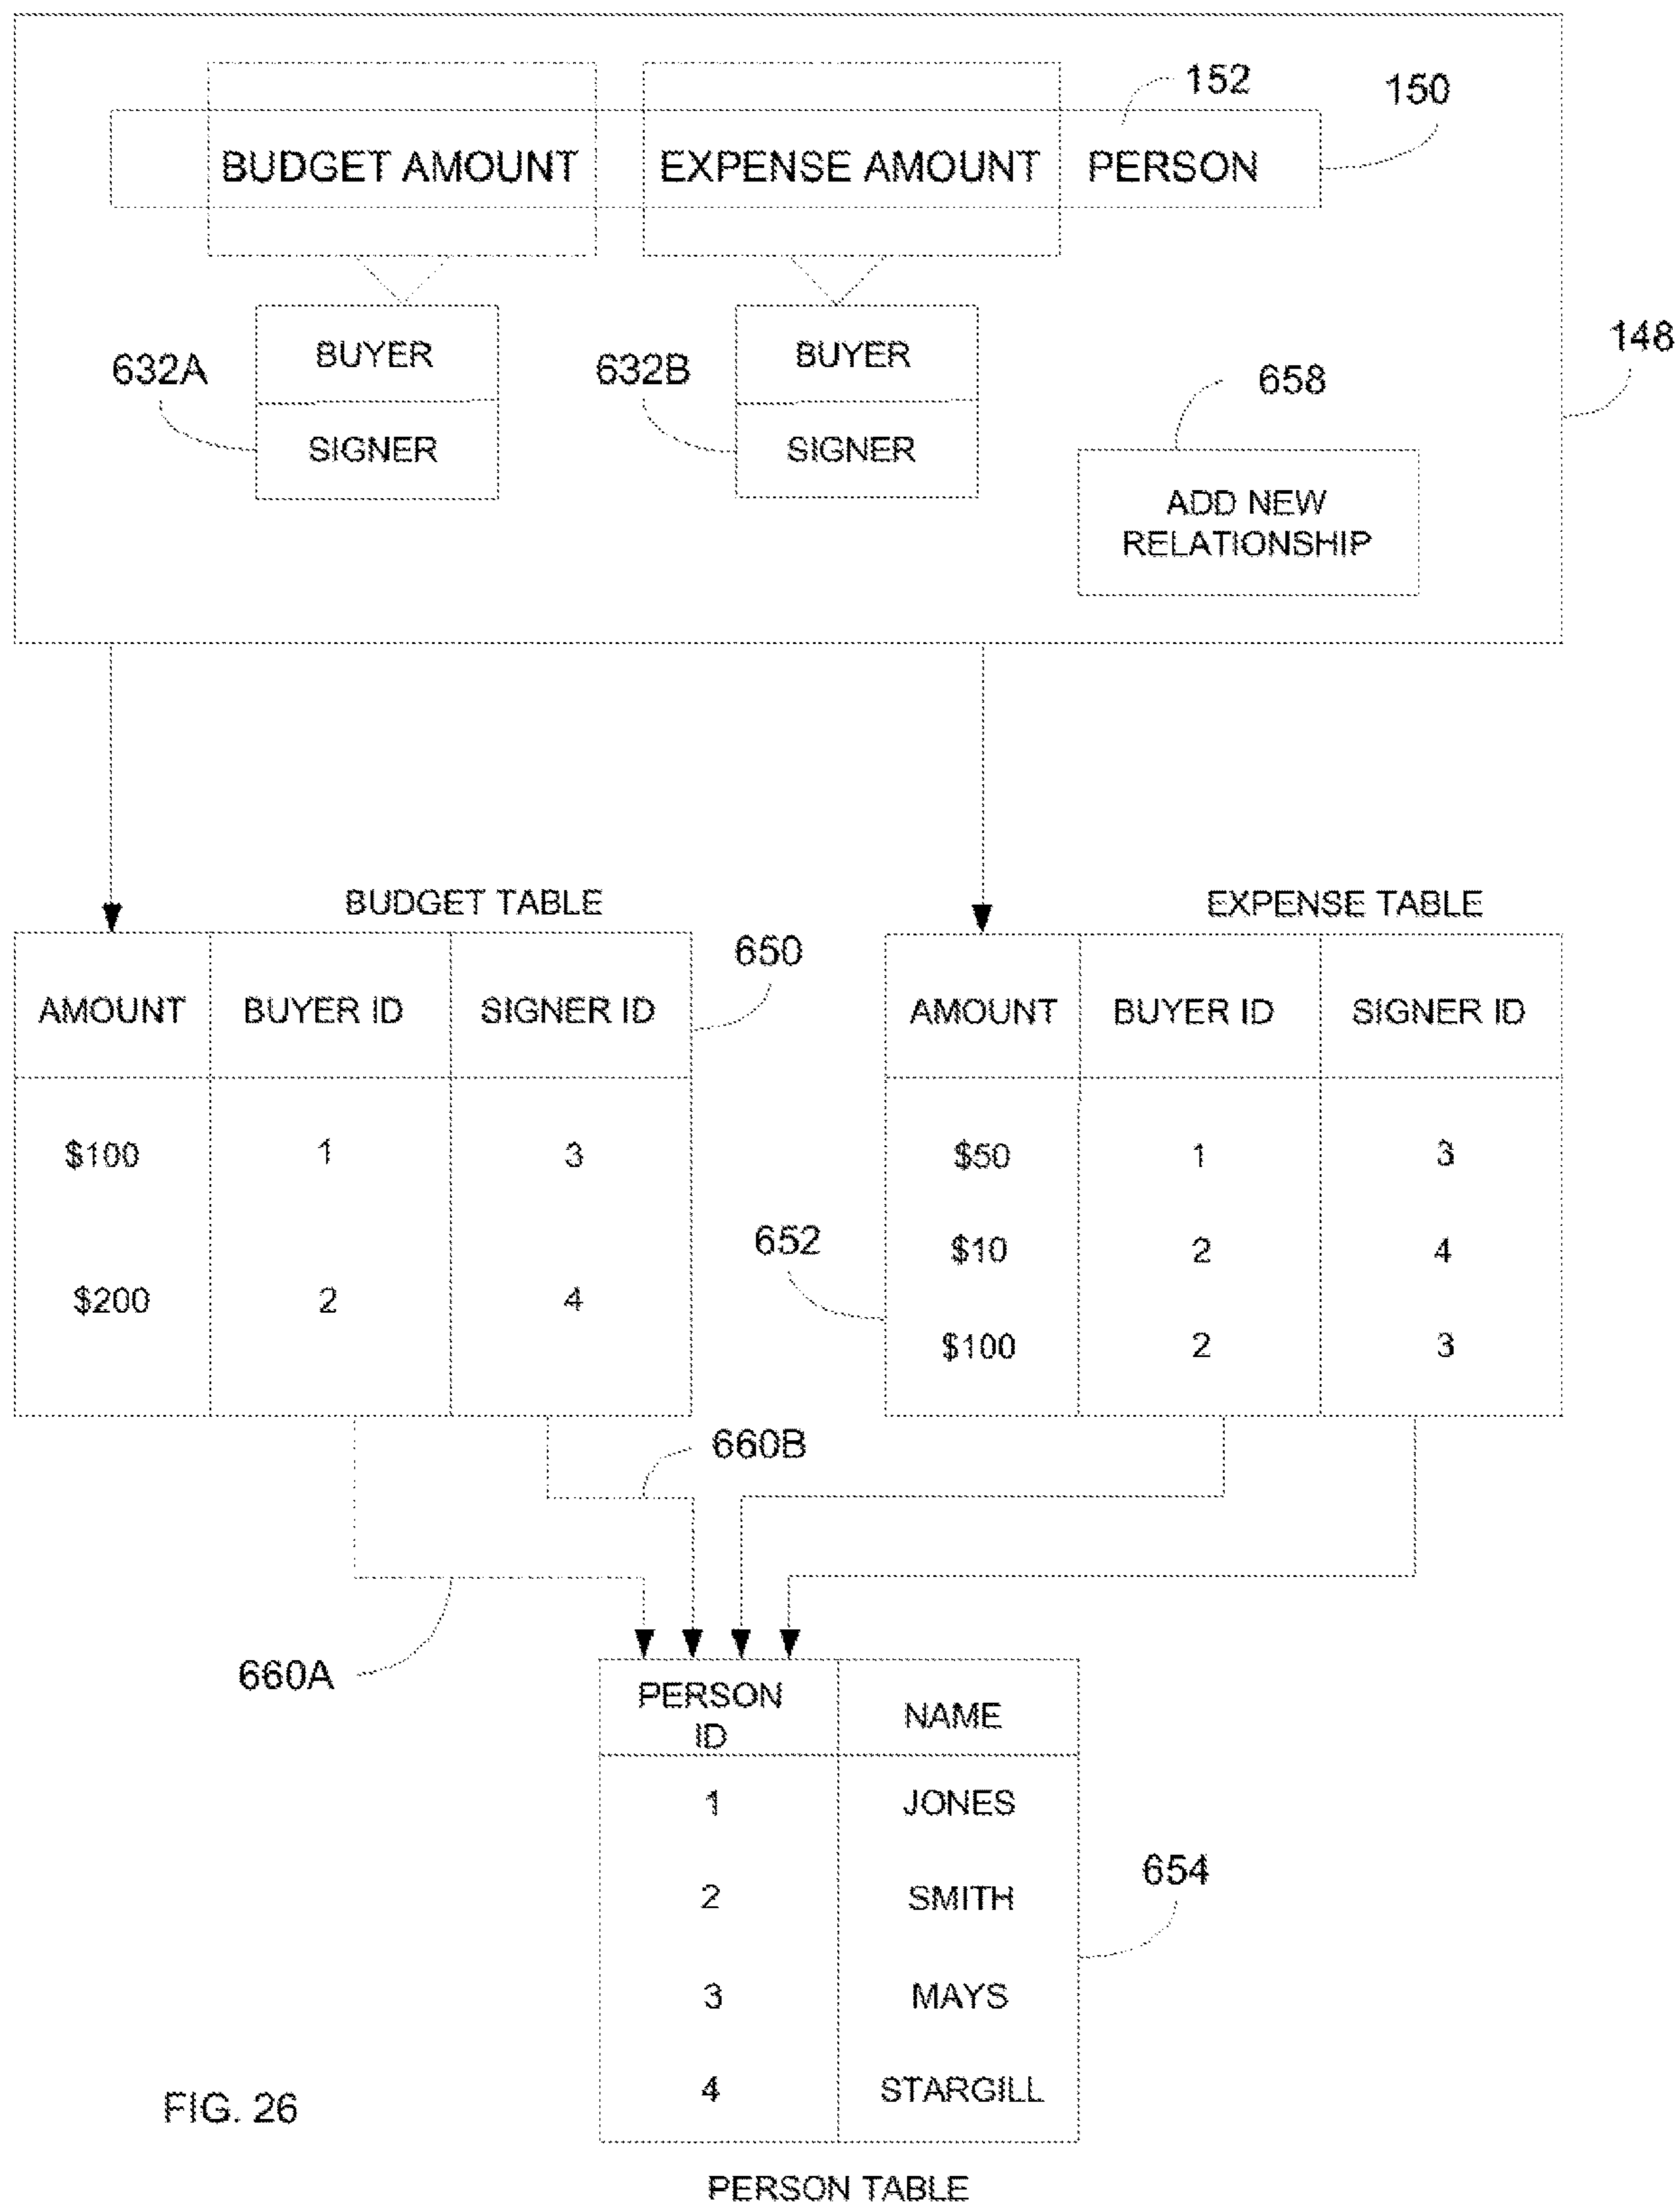 152
150
BUDGET AMOUNT EXPENSE AMOUNT PERSON
148
632A
BUYER
SIGNER
632B
BUYER
SIGNER
658
ADD NEW
RELATIONSHIP
BUDGET TABLE
650
AMOUNT BUYER ID SIGNER ID
$100 1 3
$200 2 4
EXPENSE TABLE
652
AMOUNT BUYER ID SIGNER ID
$50 1 3
$10 2 4
$100 2 3
660B
660A
PERSON
ID
NAME
1 JONES
2 SMITH
3 MAYS
4 STARGILL
654
FIG. 26
PERSON TABLE